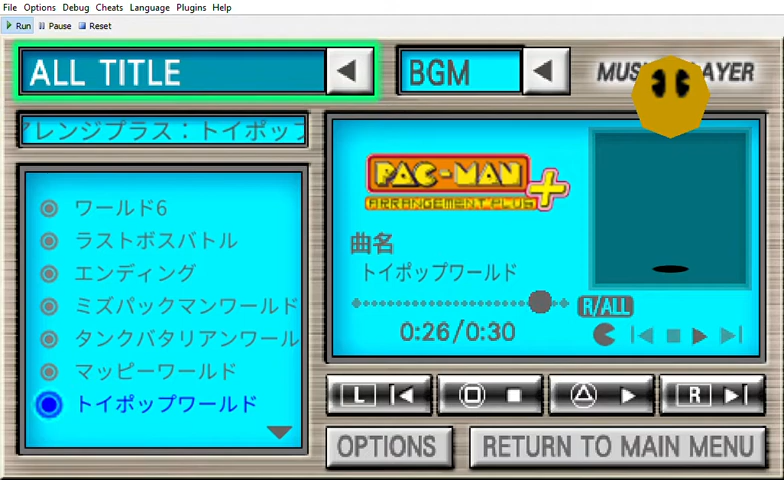 File Options Debug Cheats Language Plugins Help
Run Pause Reset
ALL TITLE
BGM
アレンジプラス：トイポップ
PAC-MAN
ARRANGEMENT PLUS +
曲名
トイポップワールド
0:26/0:30
R/ALL
ワールド6
ラストボスバトル
エンディング
ミズパックマンワールド
タンクバタリアンワール
マッピーワールド
トイポップワールド
L
R
OPTIONS
RETURN TO MAIN MENU